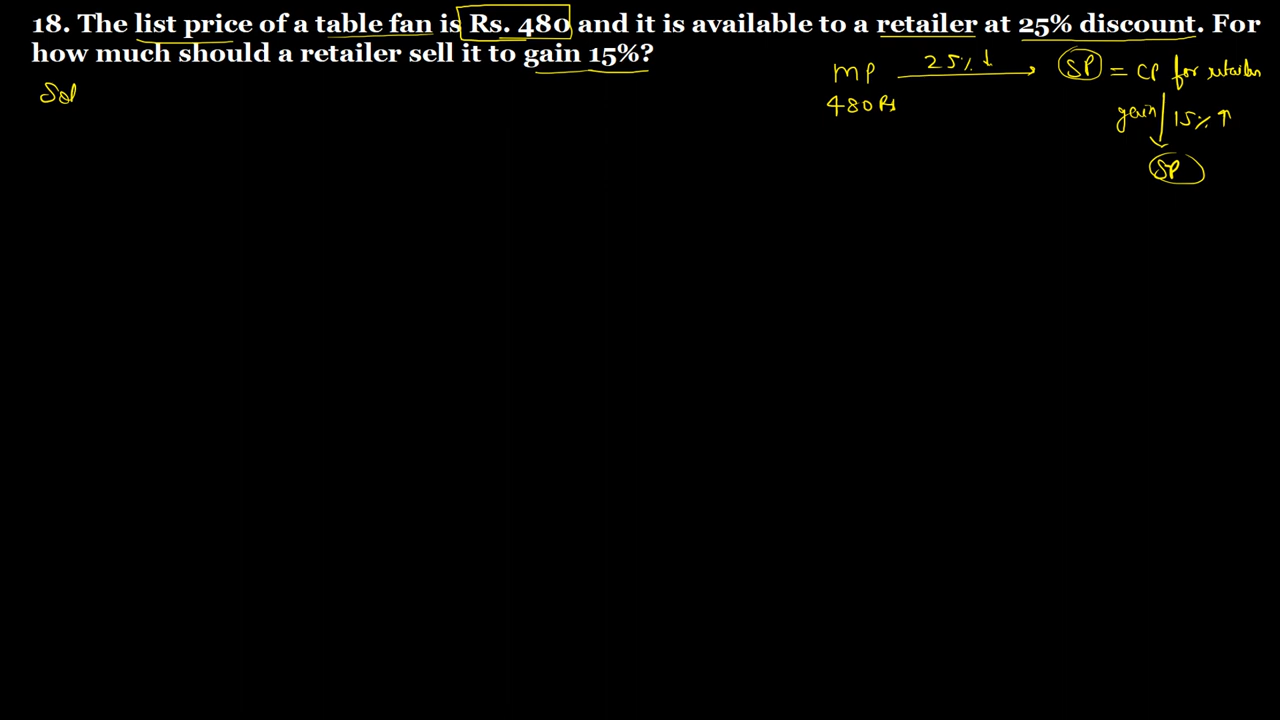 18. The list price of a table fan is Rs. 480 and it is available to a retailer at 25% discount. For
how much should a retailer sell it to gain 15%?
Sol
MP 25% ↓ SP = CP for retailer
480 Rs
gain 15% ↑
SP